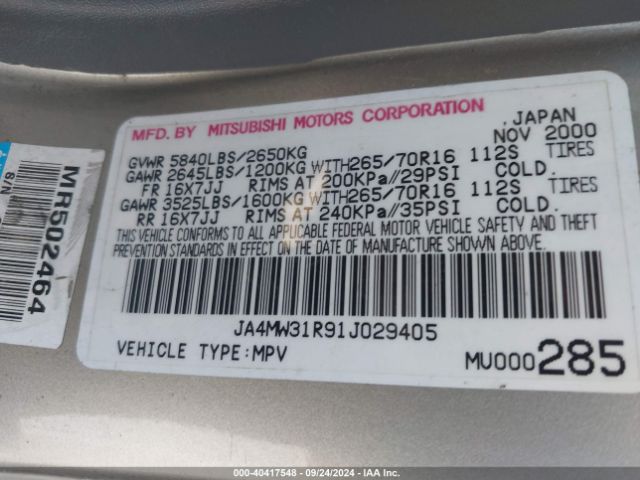 MFD. BY MITSUBISHI MOTORS CORPORATION
JAPAN
NOV 2000
GVWR 5840LBS/2650KG
GAWR 2645LBS/1200KG WITH265/70R16 112S TIRES
FR 16X7JJ RIMS AT 200KPa//29PSI COLD.
GAWR 3525LBS/1600KG WITH265/70R16 112S TIRES
RR 16X7JJ RIMS AT 240KPa//35PSI COLD.
THIS VEHICLE CONFORMS TO ALL APPLICABLE FEDERAL MOTOR VEHICLE SAFETY AND THEFT
PREVENTION STANDARDS IN EFFECT ON THE DATE OF MANUFACTURE SHOWN ABOVE.
JA4MW31R91J029405
VEHICLE TYPE:MPV
MU000285
MR502464
000-40417548 - 09/24/2024 - IAA Inc.